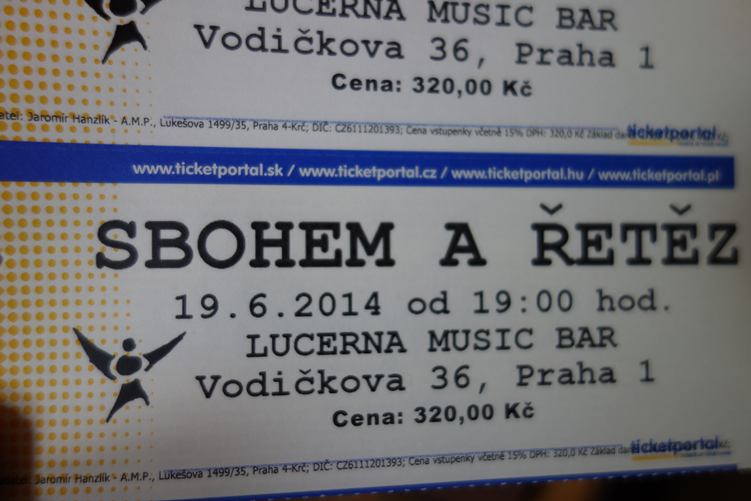 LUCERNA MUSIC BAR
Vodičkova 36, Praha 1
Cena: 320,00 Kč
Jaromír Hanzlík - A.M.P., Lukešova 1499/35, Praha 4-Krč; DIČ: CZ6111201393; Cena vstupenky včetně 15% DPH: 320,0 Kč Základ
ticketportal
www.ticketportal.sk / www.ticketportal.cz / www.ticketportal.hu / www.ticketportal.pl
SBOHEM A ŘETĚZ
19.6.2014 od 19:00 hod.
LUCERNA MUSIC BAR
Vodičkova 36, Praha 1
Cena: 320,00 Kč
Jaromír Hanzlík - A.M.P., Lukešova 1499/35, Praha 4-Krč; DIČ: CZ6111201393; Cena vstupenky včetně 15% DPH: 320,0 Kč Základ
ticketportal